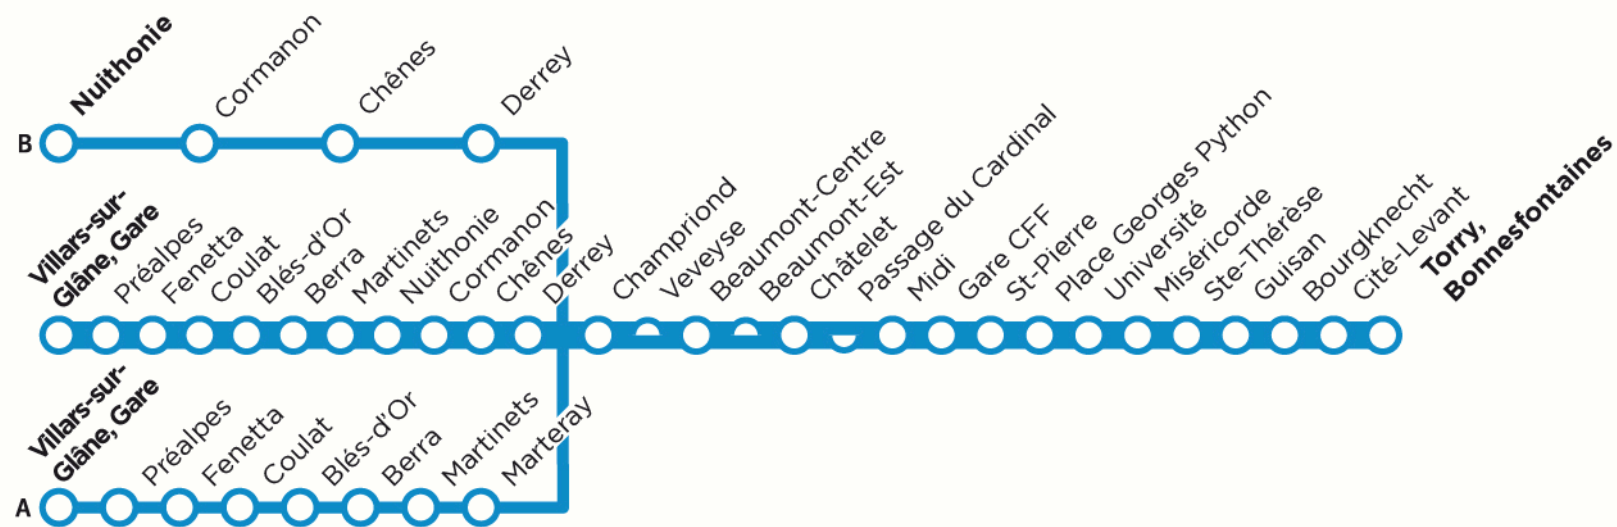 B
Nuithonie
Cormanon
Chênes
Derrey
Villars-sur-
Glâne, Gare
Préalpes
Fenetta
Coulat
Blés-d'Or
Berra
Martinets
Nuithonie
Cormanon
Chênes
Derrey
Champriond
Veveyse
Beaumont-Centre
Beaumont-Est
Châtelet
Passage du Cardinal
Midi
Gare CFF
St-Pierre
Place Georges Python
Université
Miséricorde
Ste-Thérèse
Guisan
Bourgknecht
Cité-Levant
Torry,
Bonnesfontaines
A
Villars-sur-
Glâne, Gare
Préalpes
Fenetta
Coulat
Blés-d'Or
Berra
Martinets
Marteray